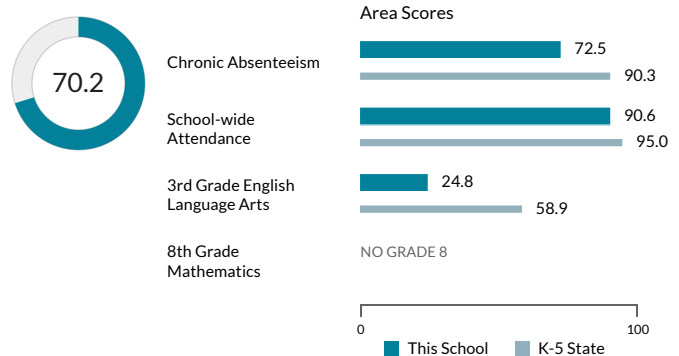 Area Scores
70.2
Chronic Absenteeism
72.5
90.3
School-wide
Attendance
90.6
95.0
3rd Grade English
Language Arts
24.8
58.9
8th Grade
Mathematics
NO GRADE 8
0
100
This School
K-5 State